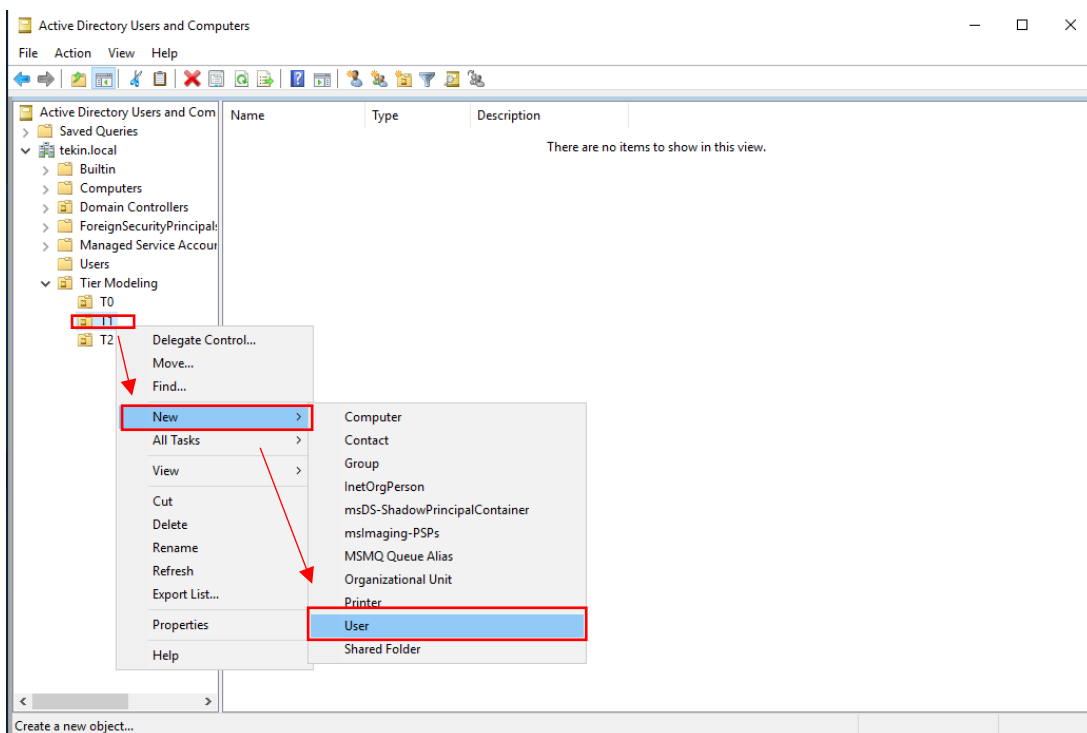 Active Directory Users and Computers
File Action View Help
Active Directory Users and Com
Name Type Description
Saved Queries
There are no items to show in this view.
tekin.local
Builtin
Computers
Domain Controllers
ForeignSecurityPrincipals
Managed Service Accour
Users
Tier Modeling
T0
T1
T2
Delegate Control...
Move...
Find...
New
All Tasks
View
Cut
Delete
Rename
Refresh
Export List...
Properties
Help
Computer
Contact
Group
InetOrgPerson
msDS-ShadowPrincipalContainer
msImaging-PSPs
MSMQ Queue Alias
Organizational Unit
Printer
User
Shared Folder
Create a new object...